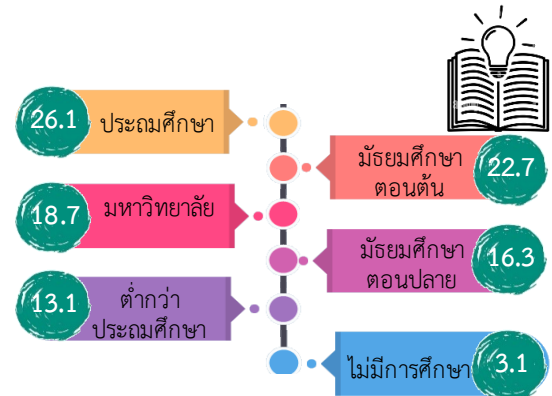 26.1
ประถมศึกษา
มัธยมศึกษา
ตอนต้น
22.7
18.7
มหาวิทยาลัย
มัธยมศึกษา
ตอนปลาย
16.3
13.1
ต่ำกว่า
ประถมศึกษา
ไม่มีการศึกษา
3.1